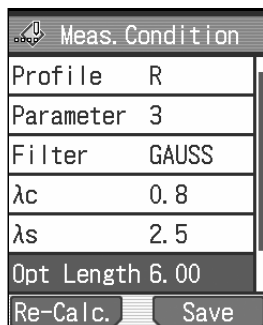 Meas. Condition
Profile R
Parameter 3
Filter GAUSS
λc 0.8
λs 2.5
Opt Length 6.00
Re-Calc. Save